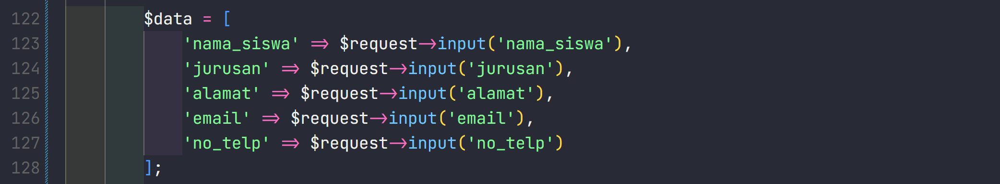 122 $data = [
123 'nama_siswa' => $request->input('nama_siswa'),
124 'jurusan' => $request->input('jurusan'),
125 'alamat' => $request->input('alamat'),
126 'email' => $request->input('email'),
127 'no_telp' => $request->input('no_telp')
128 ];